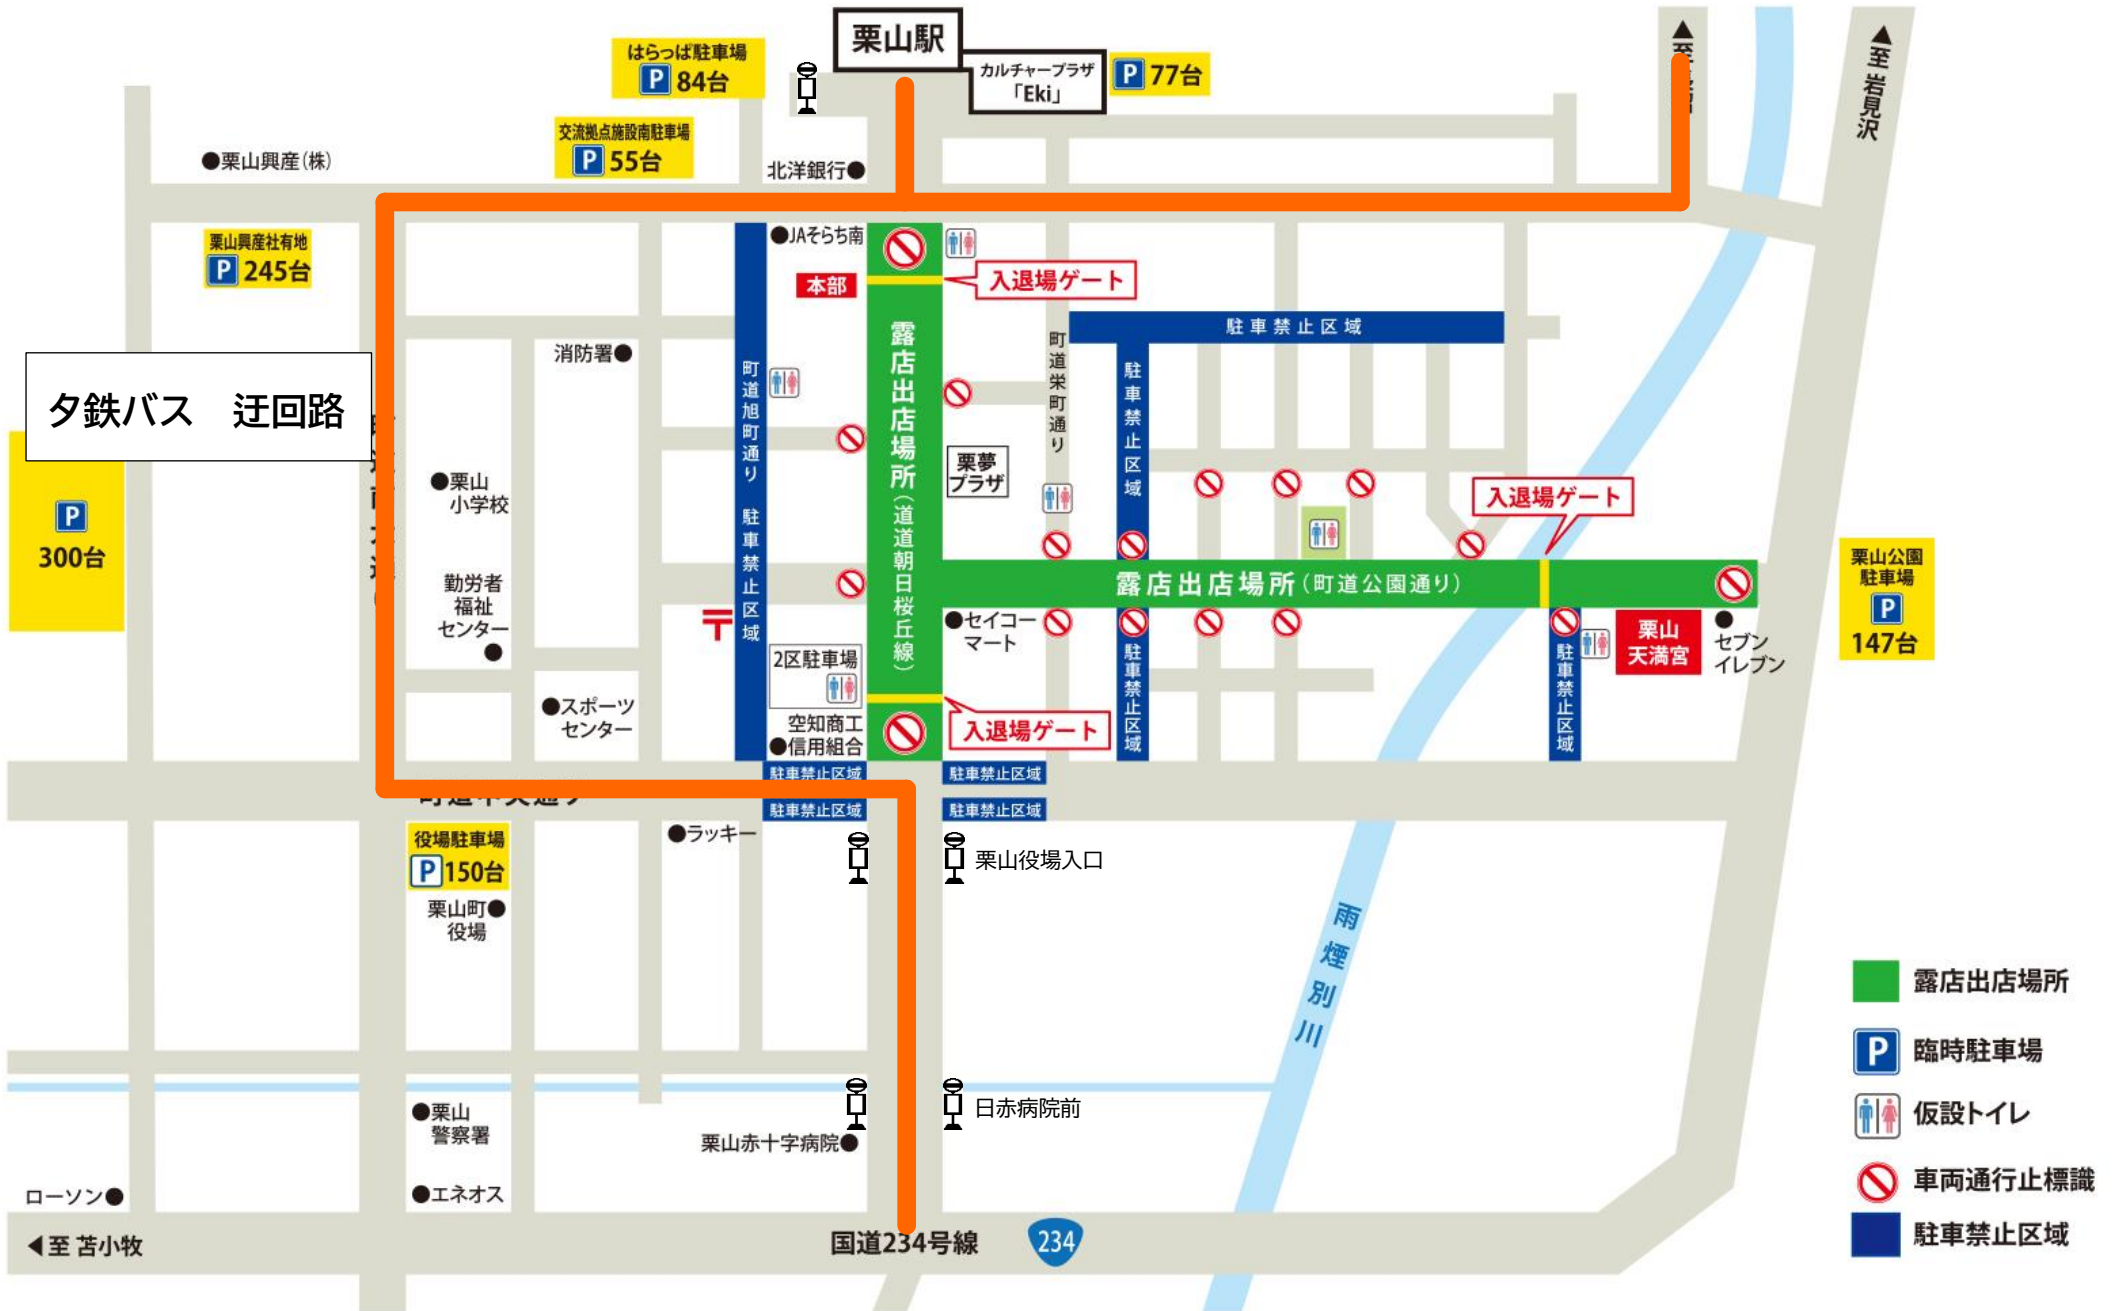 栗山駅
カルチャープラザ
「Eki」
P 77台
はらっぱ駐車場
P 84台
交流拠点施設南駐車場
P 55台
北洋銀行
栗山興産(株)
▲至
▲至 岩見沢
栗山興産社有地
P 245台
JAそらち南
本部
入退場ゲート
消防署
夕鉄バス 迂回路
P
300台
栗山
小学校
勤労者
福祉
センター
スポーツ
センター
町道旭町通り 駐車禁止区域
露店出店場所(道道朝日桜丘線)
町道栄町通り
駐車禁止区域
駐車禁止区域
栗夢
プラザ
入退場ゲート
露店出店場所(町道公園通り)
セイコー
マート
駐車禁止区域
駐車禁止区域
栗山
天満宮
セブン
イレブン
栗山公園
駐車場
P
147台
〒
2区駐車場
空知商工
信用組合
入退場ゲート
駐車禁止区域
駐車禁止区域
駐車禁止区域
駐車禁止区域
役場駐車場
P 150台
栗山町
役場
ラッキー
栗山役場入口
雨煙別川
日赤病院前
栗山
警察署
栗山赤十字病院
エネオス
ローソン
◀至 苫小牧
国道234号線
234
露店出店場所
P 臨時駐車場
仮設トイレ
車両通行止標識
駐車禁止区域